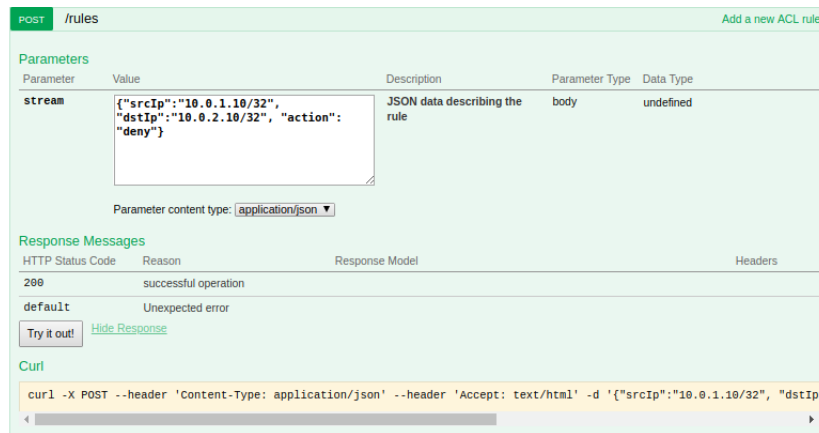 POST /rules Add a new ACL rule
Parameters
Parameter Value Description Parameter Type Data Type
stream {"srcIp":"10.0.1.10/32", JSON data describing the body undefined
"dstIp":"10.0.2.10/32", "action": rule
"deny"}
Parameter content type: application/json
Response Messages
HTTP Status Code Reason Response Model Headers
200 successful operation
default Unexpected error
Try it out! Hide Response
Curl
curl -X POST --header 'Content-Type: application/json' --header 'Accept: text/html' -d '{"srcIp":"10.0.1.10/32", "dstIp